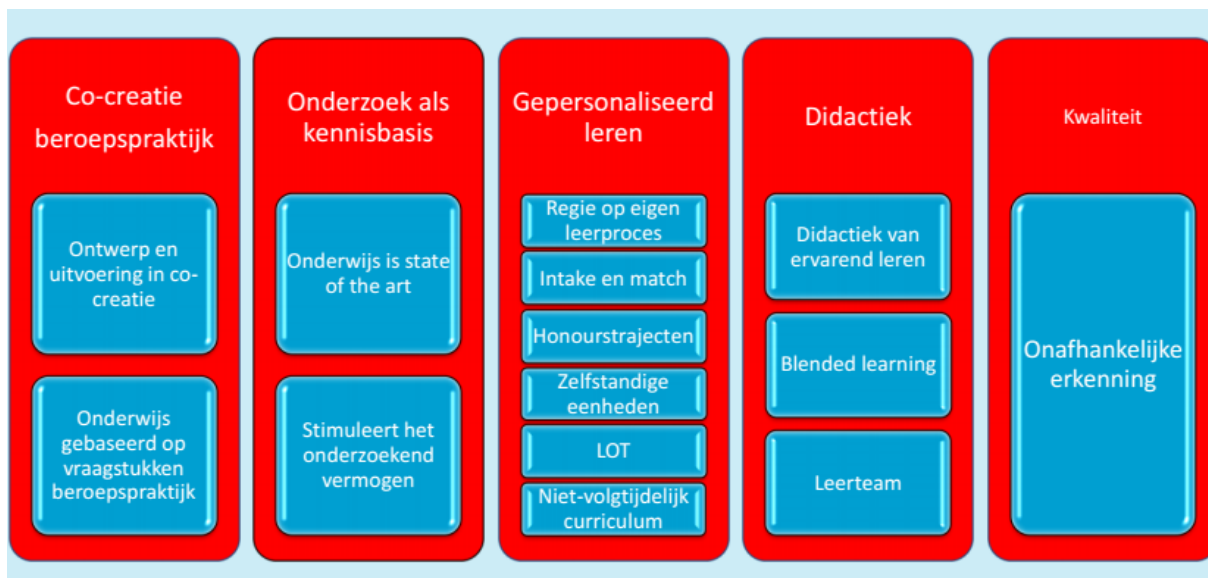 Co-creatie
beroepspraktijk
Ontwerp en
uitvoering in co-
creatie
Onderwijs
gebaseerd op
vraagstukken
beroepspraktijk
Onderzoek als
kennisbasis
Onderwijs is state
of the art
Stimuleert het
onderzoekend
vermogen
Gepersonaliseerd
leren
Regie op eigen
leerproces
Intake en match
Honourstrajecten
Zelfstandige
eenheden
LOT
Niet-volgtijdelijk
curriculum
Didactiek
Didactiek van
ervarend leren
Blended learning
Leerteam
Kwaliteit
Onafhankelijke
erkenning